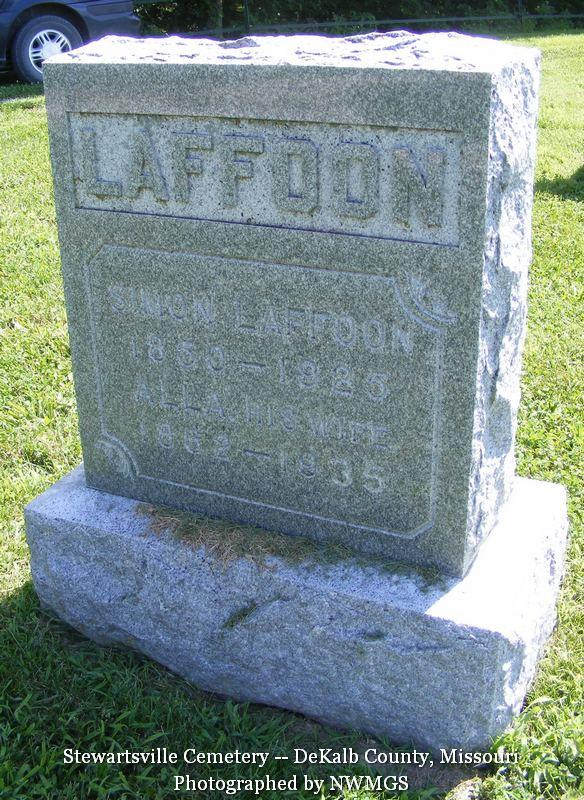 LAFFOON
SIMON LAFFOON
1850 – 1925
ALLA, HIS WIFE
1862 – 1935
Stewartsville Cemetery -- DeKalb County, Missouri
Photographed by NWMGS